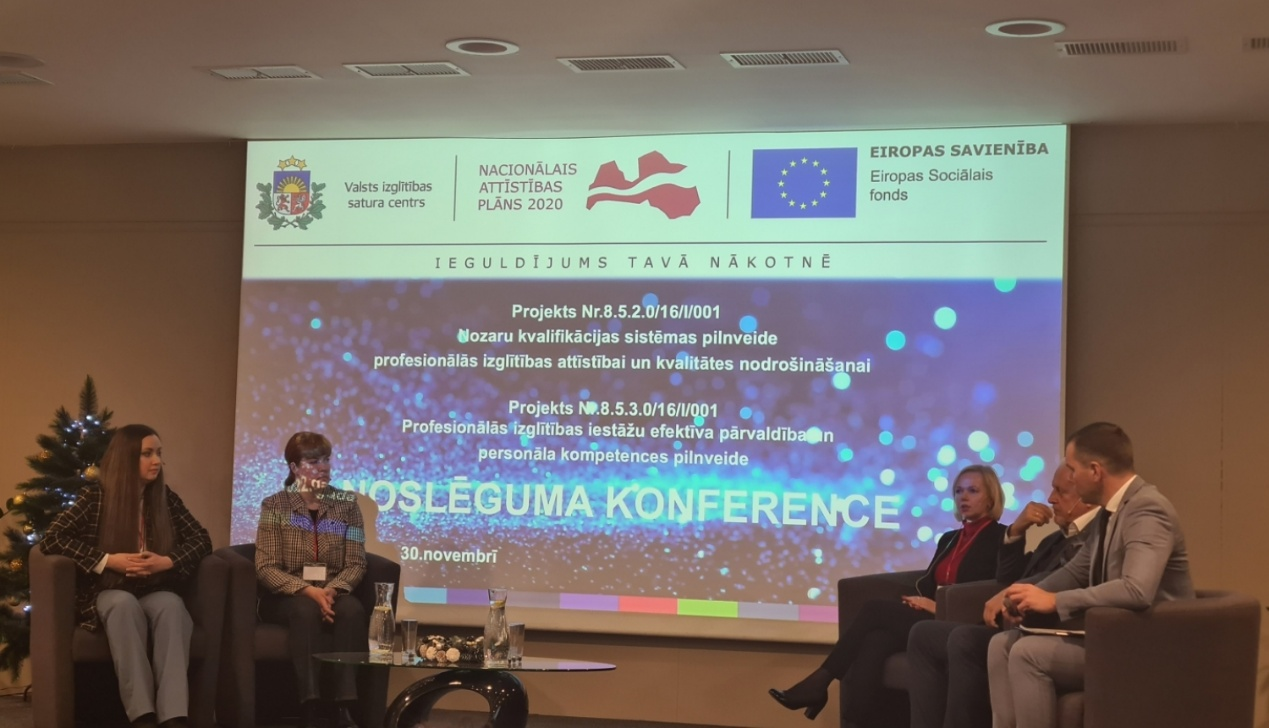 Valsts izglītības
satura centrs
NACIONĀLAIS
ATTĪSTĪBAS
PLĀNS 2020
EIROPAS SAVIENĪBA
Eiropas Sociālais
fonds
IEGULDĪJUMS TAVĀ NĀKOTNĒ
Projekts Nr.8.5.2.0/16/I/001
Nozaru kvalifikācijas sistēmas pilnveide
profesionālās izglītības attīstībai un kvalitātes nodrošināšanai
Projekts Nr.8.5.3.0/16/I/001
Profesionālās izglītības iestāžu efektīva pārvaldība un
personāla kompetences pilnveide
NOSLĒGUMA KONFERENCE
30.novembrī